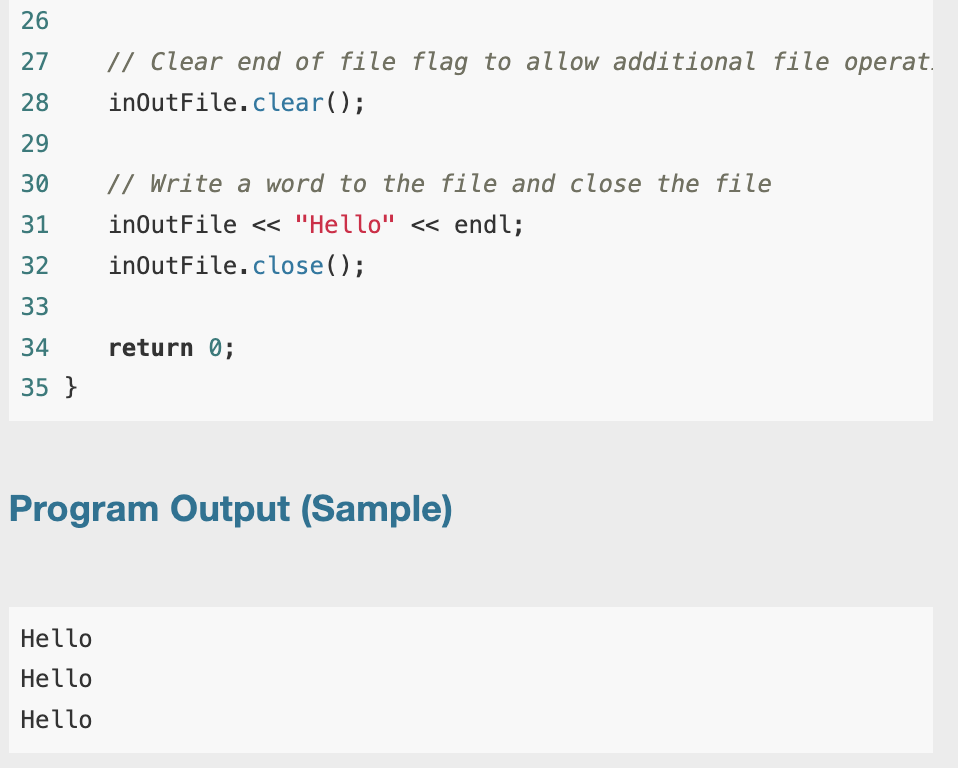 26
27    // Clear end of file flag to allow additional file operat
28    inOutFile.clear();
29
30    // Write a word to the file and close the file
31    inOutFile << "Hello" << endl;
32    inOutFile.close();
33
34    return 0;
35 }
Program Output (Sample)
Hello
Hello
Hello